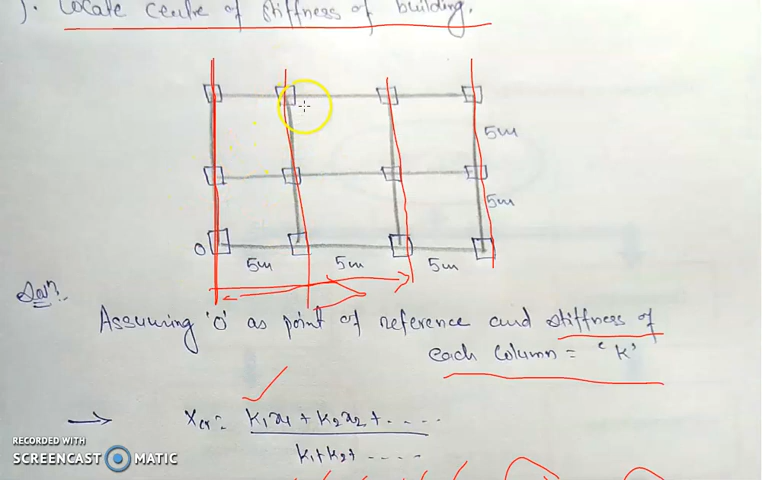 ). Locate centre of stiffness of building.
5m
5m
O
5m
5m
5m
Solⁿ.
Assuming 'O' as point of reference and stiffness of
each column = 'K'
→ Xcr = K₁x₁ + K₂x₂ + ....
K₁+K₂+ ....
RECORDED WITH
SCREENCAST MATIC